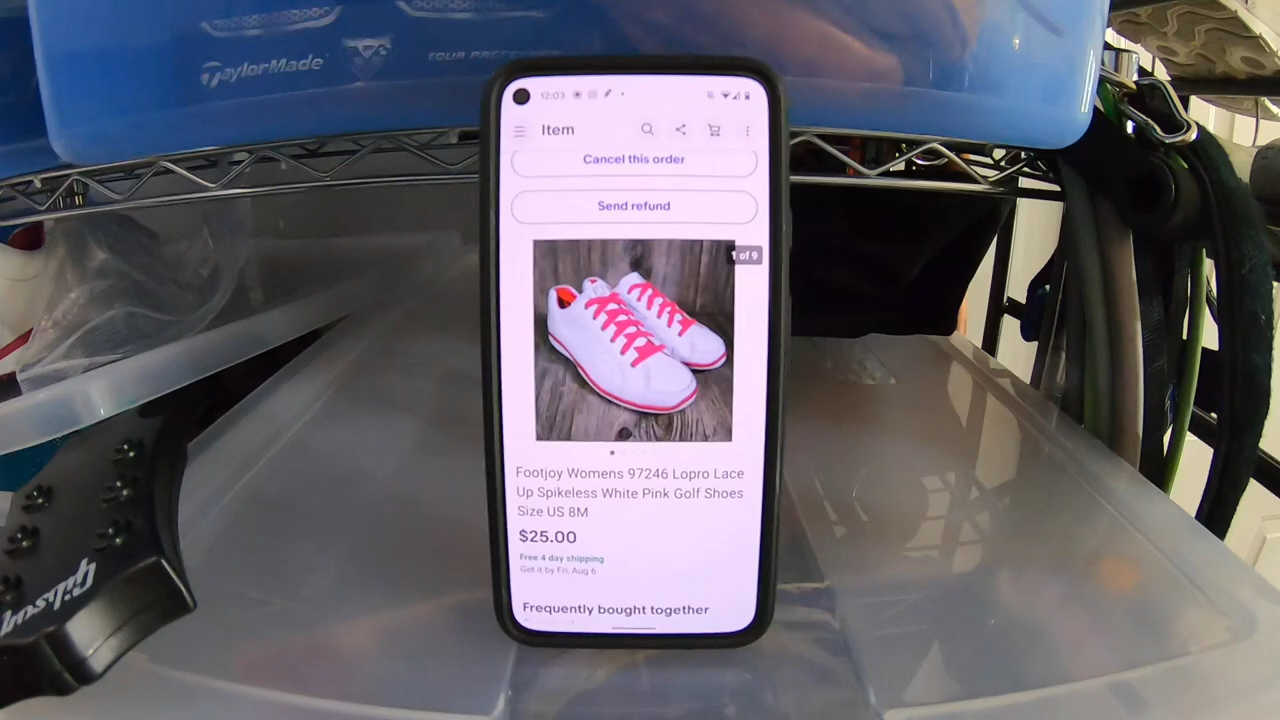 TaylorMade
TOUR
12:03
Item
Cancel this order
Send refund
1 of 9
Footjoy Womens 97246 Lopro Lace
Up Spikeless White Pink Golf Shoes
Size US 8M
$25.00
Free 4 day shipping
Get it by Fri, Aug 6
Frequently bought together
Gibson